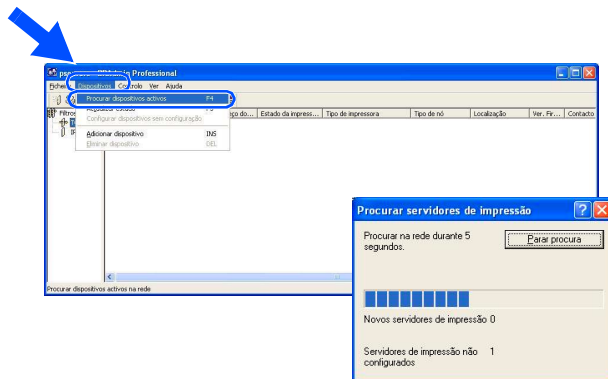 BRAdmin Professional
Dispositivos Controlo Ver Ajuda
Procurar dispositivos activos F4
Configurar dispositivos sem configuração
Adicionar dispositivo INS
Eliminar dispositivo DEL
Filtros
Estado da impress... Tipo de impressora Tipo de nó Localização Ver. Fir... Contacto
Procurar dispositivos activos na rede
Procurar servidores de impressão
Procurar na rede durante 5
segundos.
Parar procura
Novos servidores de impressão 0
Servidores de impressão não 1
configurados